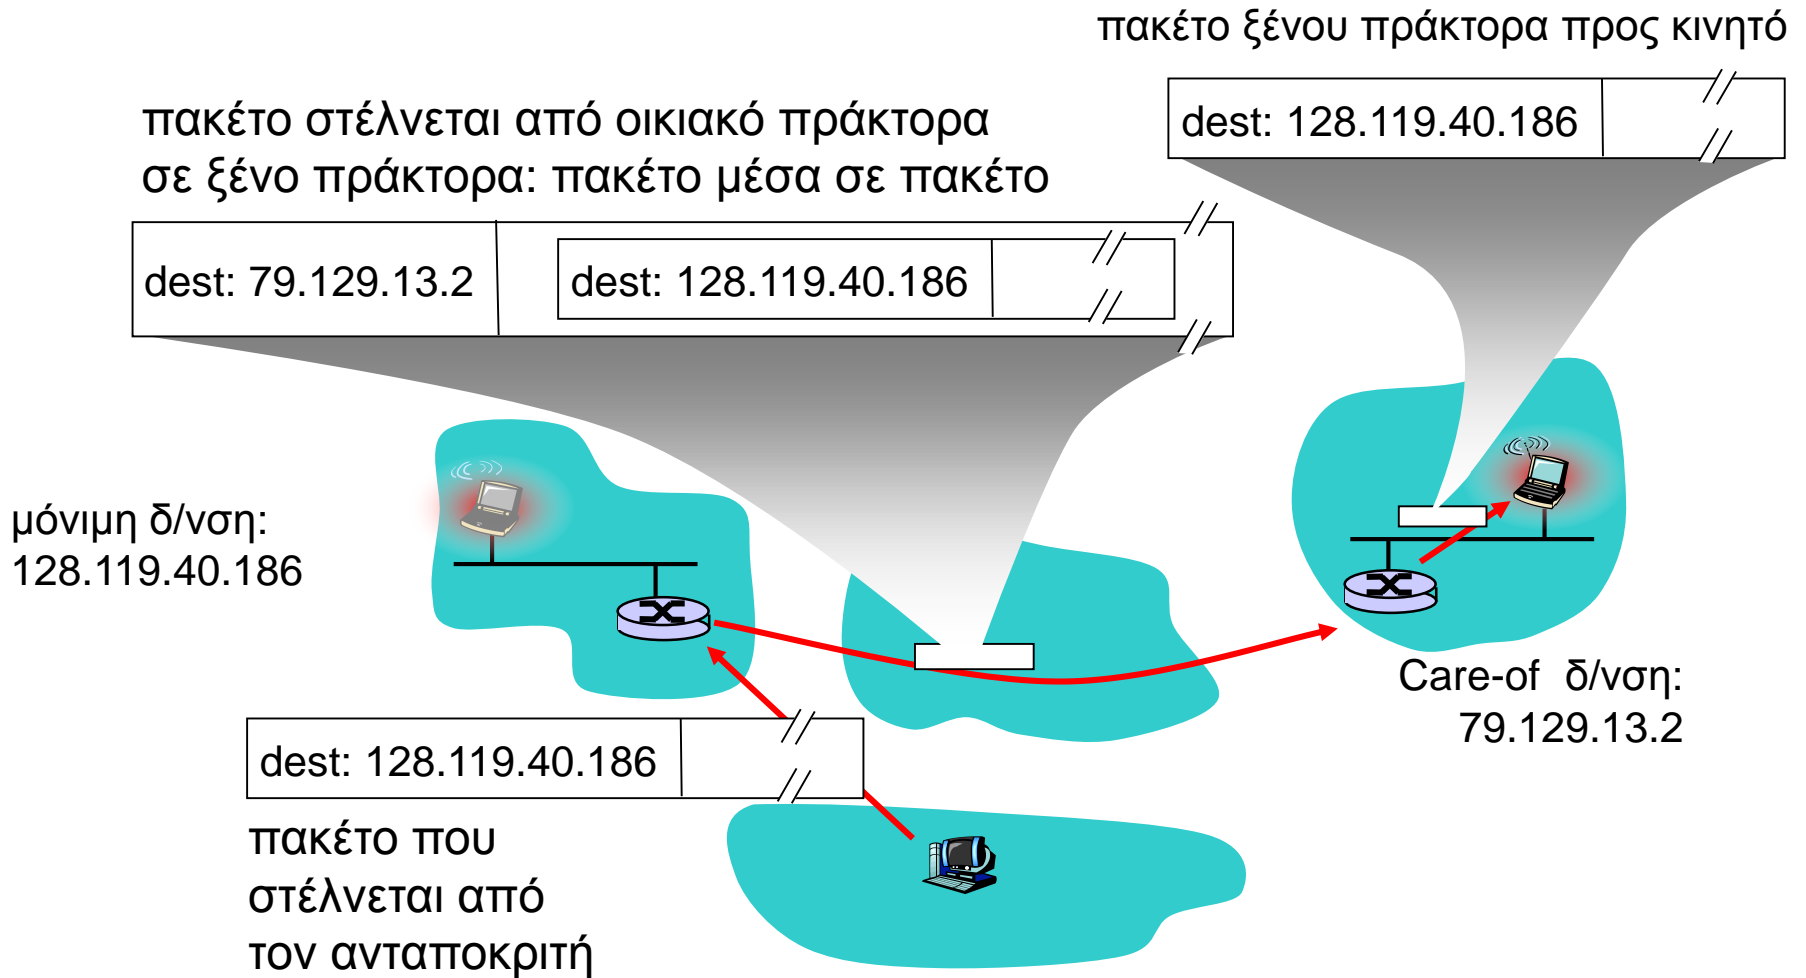 πακέτο ξένου πράκτορα προς κινητό
dest: 128.119.40.186
πακέτο στέλνεται από οικιακό πράκτορα
σε ξένο πράκτορα: πακέτο μέσα σε πακέτο
dest: 79.129.13.2
dest: 128.119.40.186
μόνιμη δ/νση:
128.119.40.186
Care-of δ/νση:
79.129.13.2
dest: 128.119.40.186
πακέτο που
στέλνεται από
τον ανταποκριτή